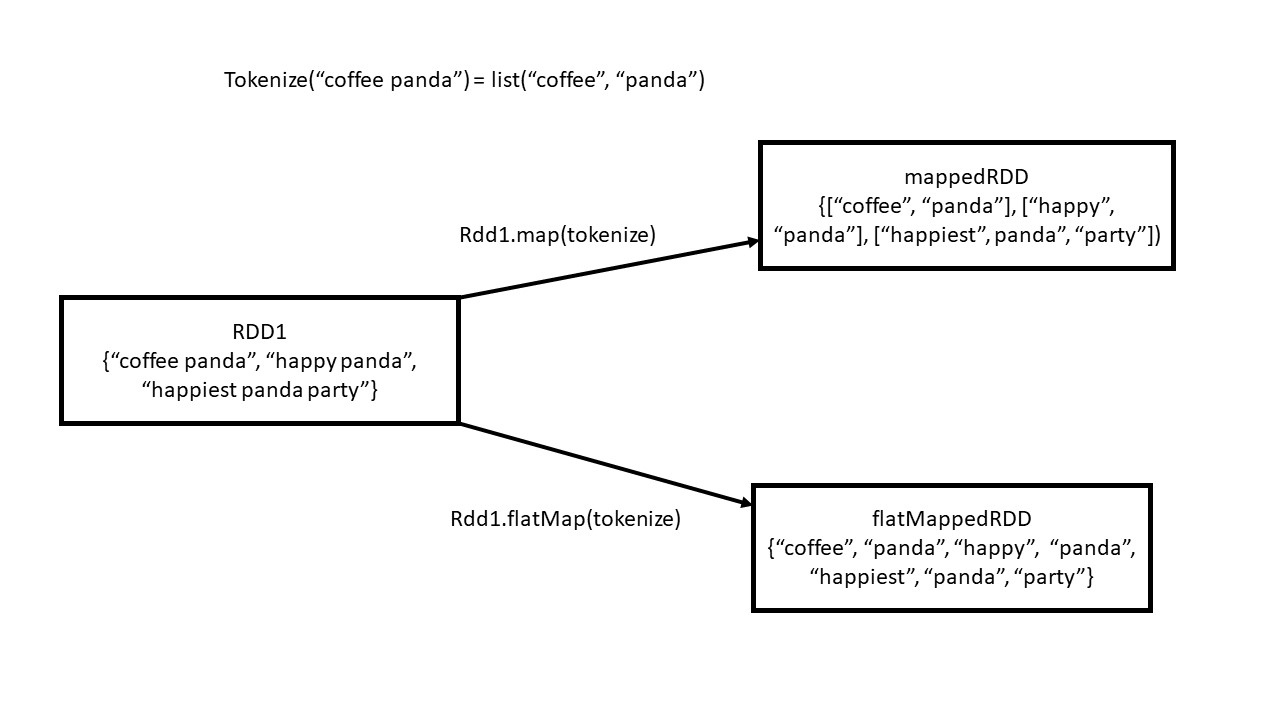 Tokenize(“coffee panda”) = list(“coffee”, “panda”)
mappedRDD
{[“coffee”, “panda”], [“happy”,
“panda”], [“happiest”, panda”, “party”])
Rdd1.map(tokenize)
RDD1
{“coffee panda”, “happy panda”,
“happiest panda party”}
Rdd1.flatMap(tokenize)
flatMappedRDD
{“coffee”, “panda”, “happy”,  “panda”,
“happiest”, “panda”, “party”}